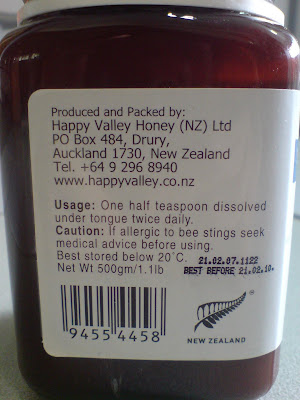 Produced and Packed by:
Happy Valley Honey (NZ) Ltd
PO Box 484, Drury,
Auckland 1730, New Zealand
Tel. +64 9 296 8940
www.happyvalley.co.nz
Usage: One half teaspoon dissolved
under tongue twice daily.
Caution: If allergic to bee stings seek
medical advice before using.
Best stored below 20°C.
21.02.07.1122
Net Wt 500gm/1.1lb
BEST BEFORE 21.02.10.
9455 4458
NEW ZEALAND